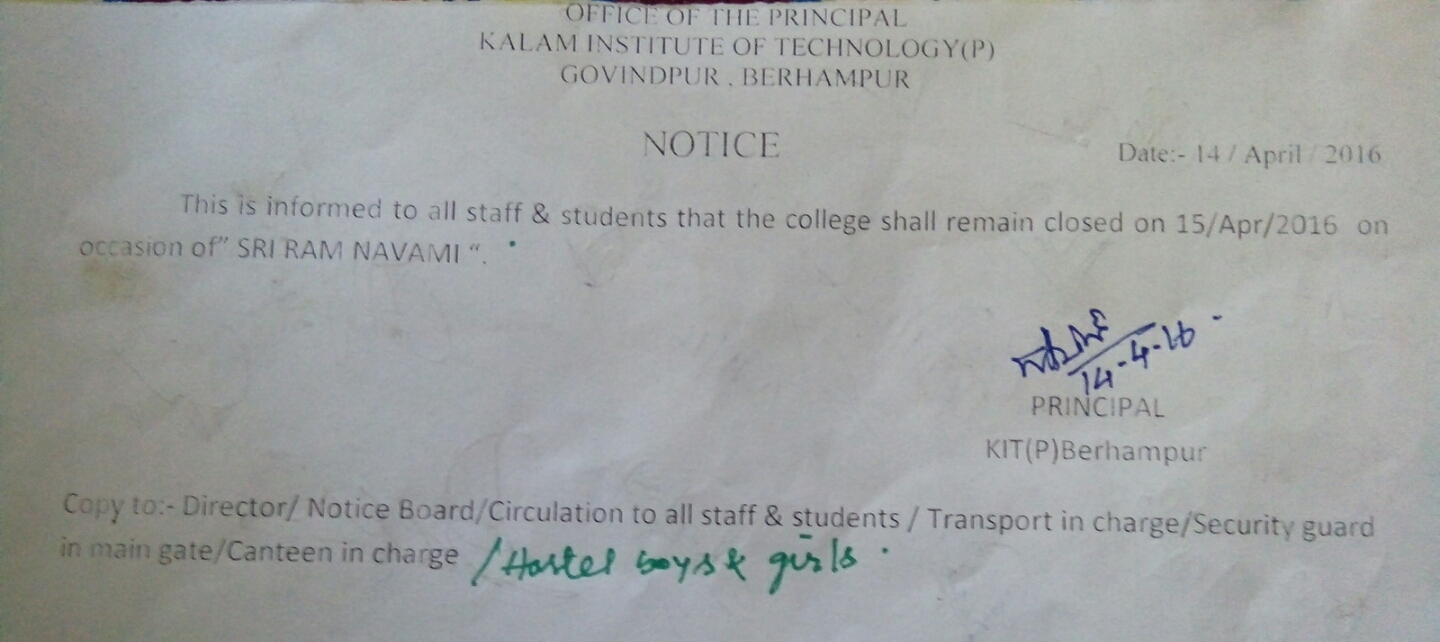 OFFICE OF THE PRINCIPAL
KALAM INSTITUTE OF TECHNOLOGY(P)
GOVINDPUR , BERHAMPUR
NOTICE
Date:- 14 / April / 2016
This is informed to all staff & students that the college shall remain closed on 15/Apr/2016 on
occasion of” SRI RAM NAVAMI “.
14-4-16
PRINCIPAL
KIT(P)Berhampur
Copy to:- Director/ Notice Board/Circulation to all staff & students / Transport in charge/Security guard
in main gate/Canteen in charge /Hostel boys & girls.